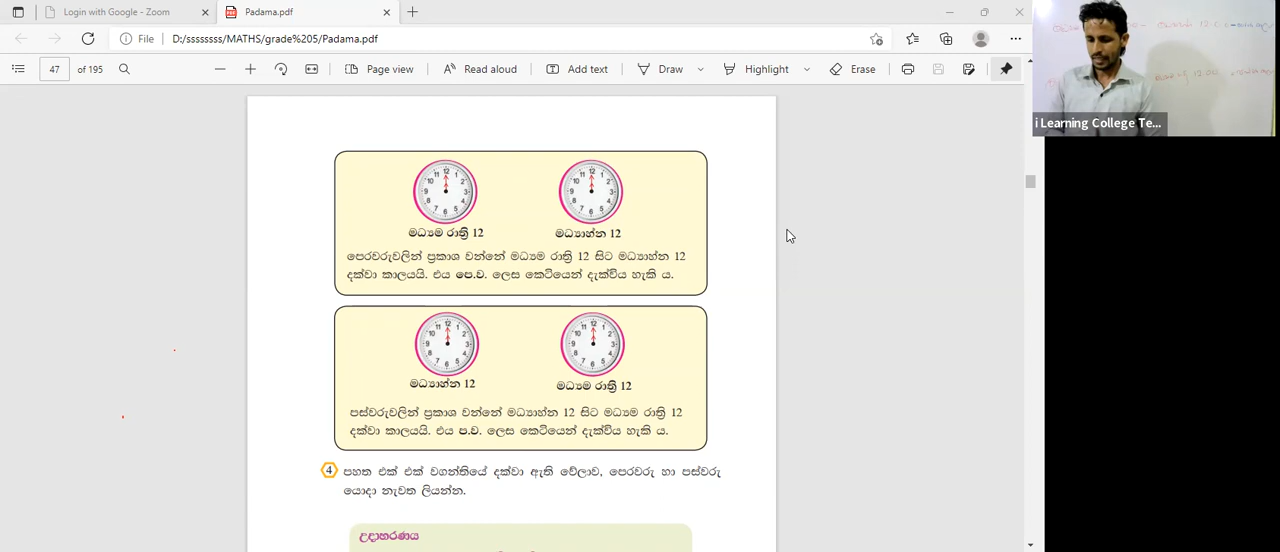 Login with Google - Zoom
Padama.pdf
File
D:/ssssssss/MATHS/grade%205/Padama.pdf
47 of 195
Page view
Read aloud
Add text
Draw
Highlight
Erase
i Learning College Te...
මධ්‍යම රාත්‍රි 12
මධ්‍යාහ්න 12
පෙරවරුවලින් ප්‍රකාශ වන්නේ මධ්‍යම රාත්‍රි 12 සිට මධ්‍යාහ්න 12
දක්වා කාලයයි. එය පෙ.ව. ලෙස කෙටියෙන් දැක්විය හැකි ය.
මධ්‍යාහ්න 12
මධ්‍යම රාත්‍රි 12
පස්වරුවලින් ප්‍රකාශ වන්නේ මධ්‍යාහ්න 12 සිට මධ්‍යම රාත්‍රි 12
දක්වා කාලයයි. එය ප.ව. ලෙස කෙටියෙන් දැක්විය හැකි ය.
4 පහත එක් එක් වගන්තියේ දක්වා ඇති වේලාව, පෙරවරු හා පස්වරු
යොදා නැවත ලියන්න.
උදාහරණය